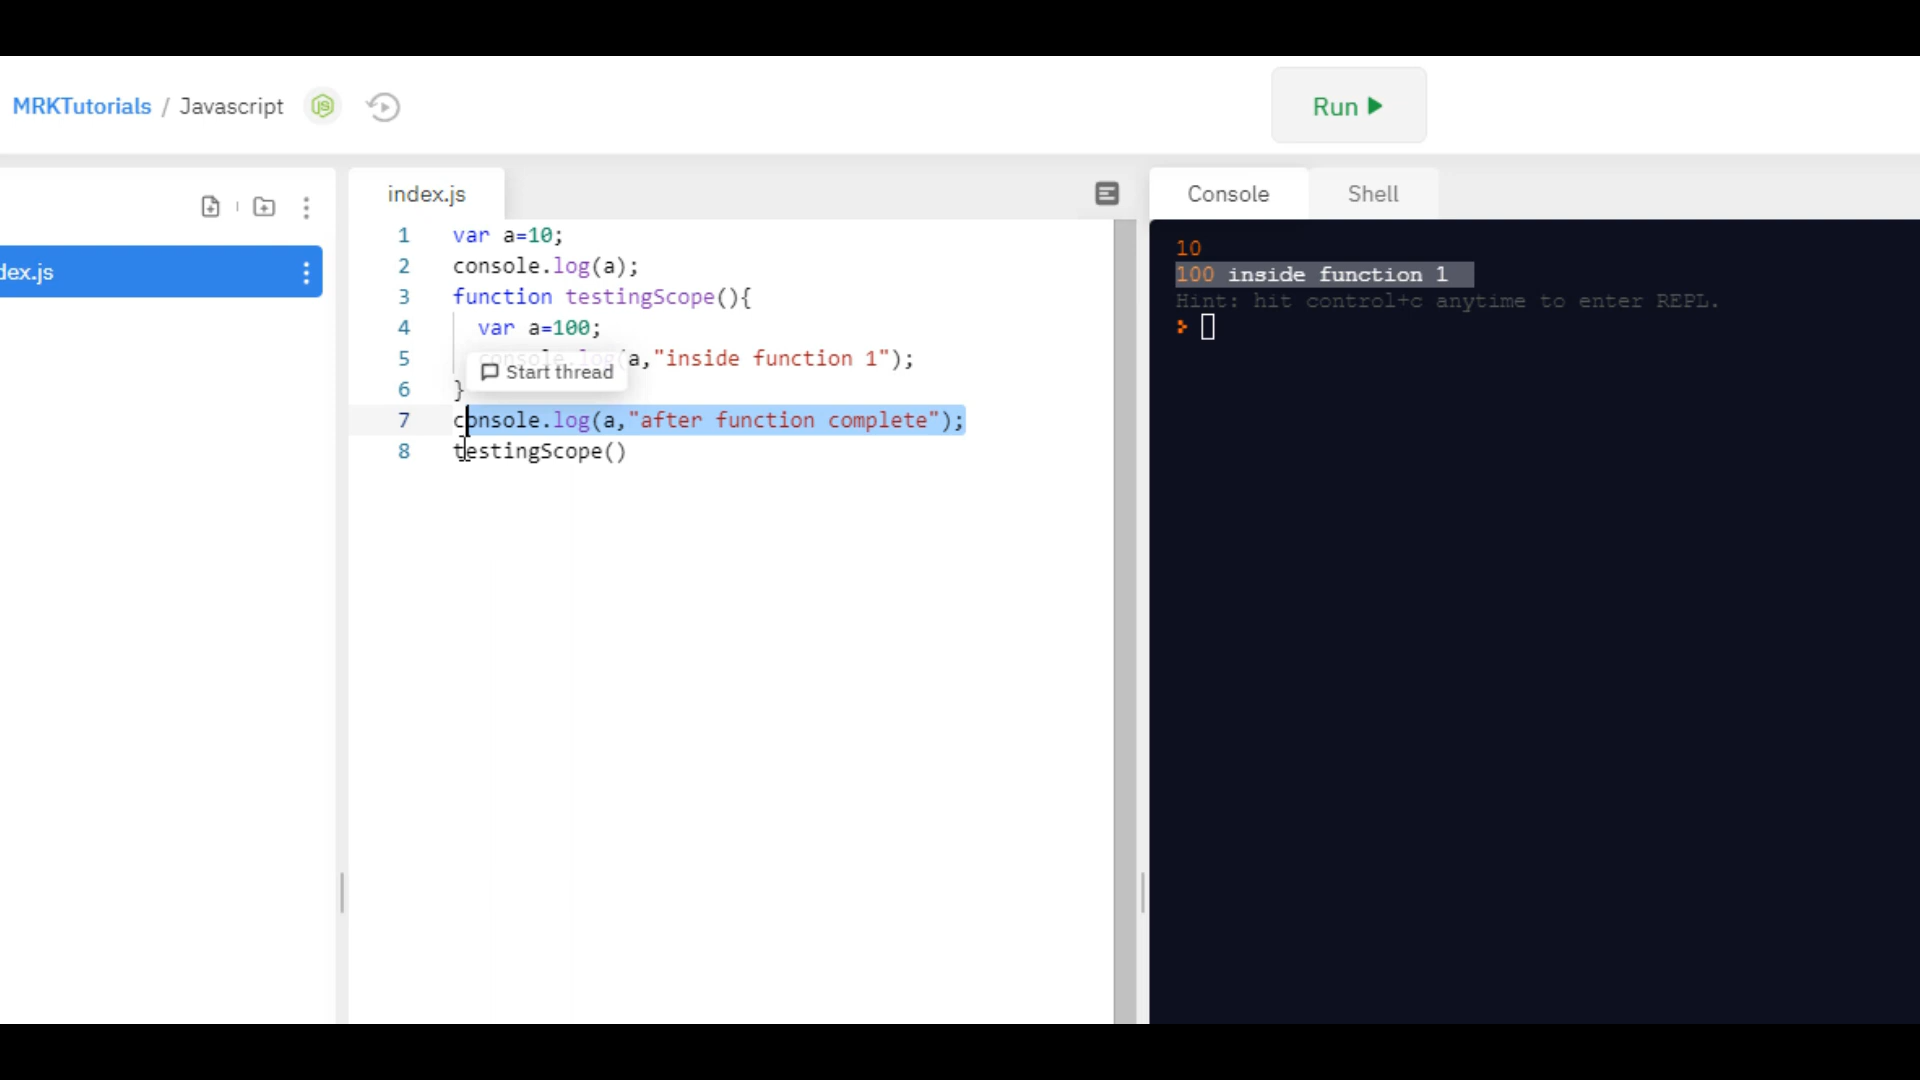 MRKTutorials / Javascript
Run
dex.js
index.js
Console
Shell
1 var a=10;
2 console.log(a);
3 function testingScope(){
4 var a=100;
5 console.log(a,"inside function 1");
Start thread
6 }
7 console.log(a,"after function complete");
8 testingScope()
10
100 inside function 1
Hint: hit control+c anytime to enter REPL.